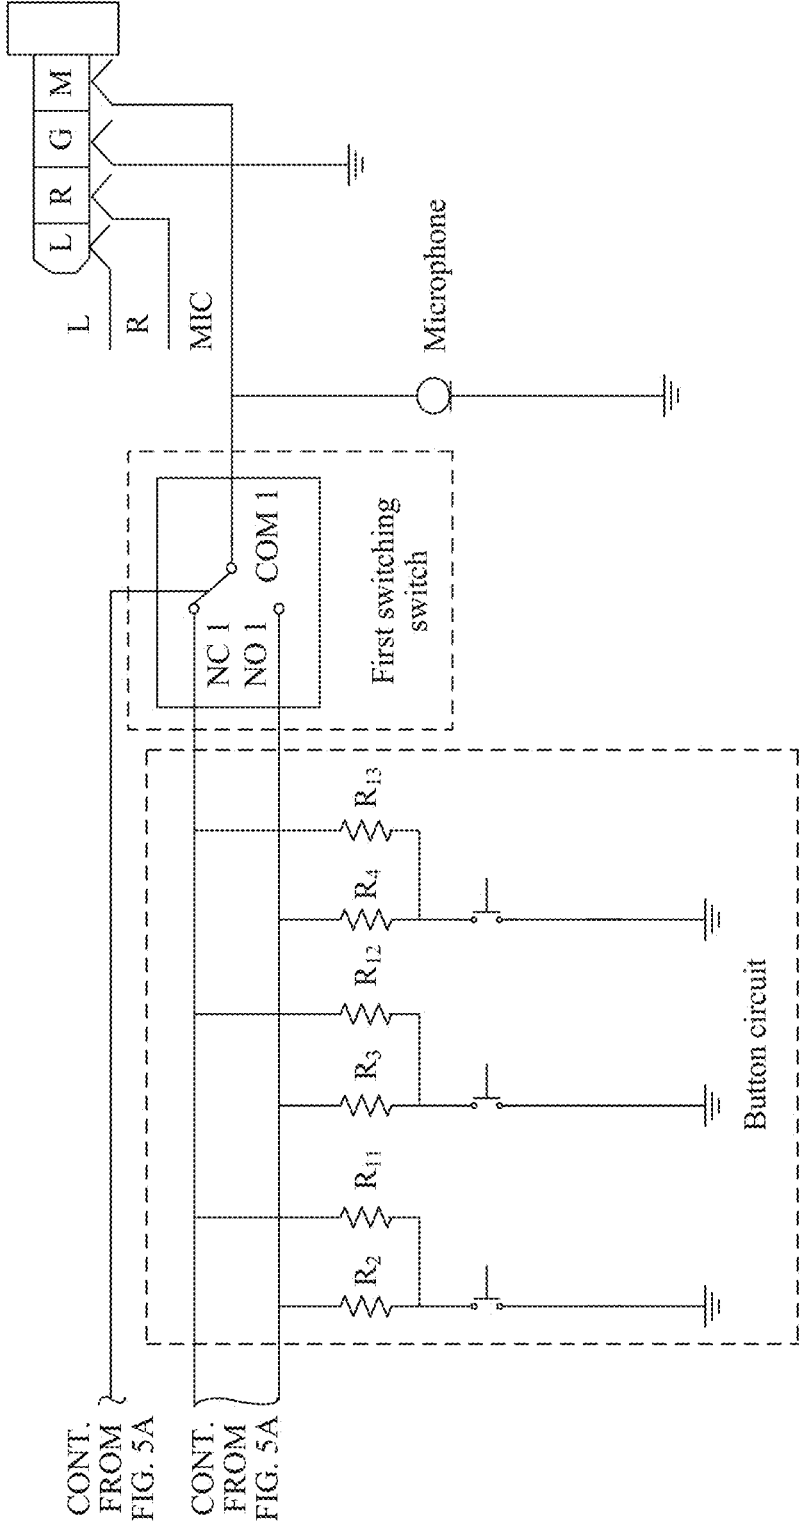 CONT.
FROM
FIG. 5A
CONT.
FROM
FIG. 5A
L
R
MIC
L
R
G
M
NC 1
NO 1
COM 1
First switching
switch
Microphone
R₂
R₁₁
R₃
R₁₂
R₄
R₁₃
Button circuit